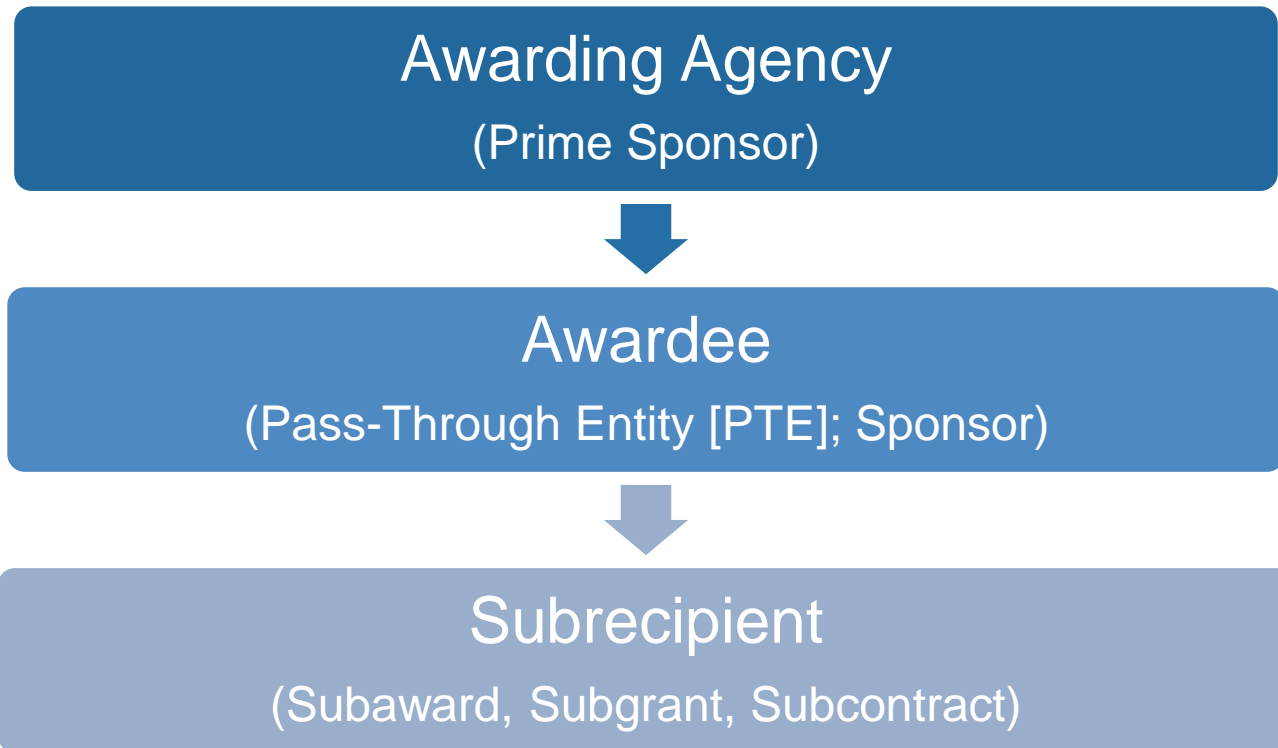 Awarding Agency
(Prime Sponsor)
Awardee
(Pass-Through Entity [PTE]; Sponsor)
Subrecipient
(Subaward, Subgrant, Subcontract)